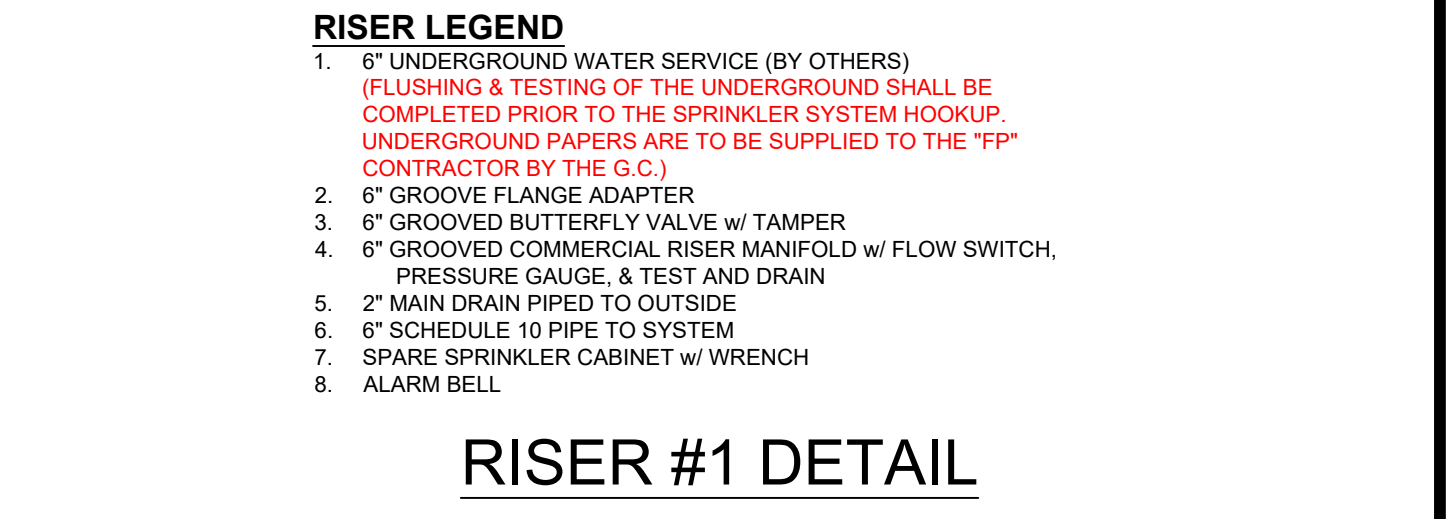 RISER LEGEND
1. 6" UNDERGROUND WATER SERVICE (BY OTHERS)
(FLUSHING & TESTING OF THE UNDERGROUND SHALL BE
COMPLETED PRIOR TO THE SPRINKLER SYSTEM HOOKUP.
UNDERGROUND PAPERS ARE TO BE SUPPLIED TO THE "FP"
CONTRACTOR BY THE G.C.)
2. 6" GROOVE FLANGE ADAPTER
3. 6" GROOVED BUTTERFLY VALVE w/ TAMPER
4. 6" GROOVED COMMERCIAL RISER MANIFOLD w/ FLOW SWITCH,
PRESSURE GAUGE, & TEST AND DRAIN
5. 2" MAIN DRAIN PIPED TO OUTSIDE
6. 6" SCHEDULE 10 PIPE TO SYSTEM
7. SPARE SPRINKLER CABINET w/ WRENCH
8. ALARM BELL
RISER #1 DETAIL